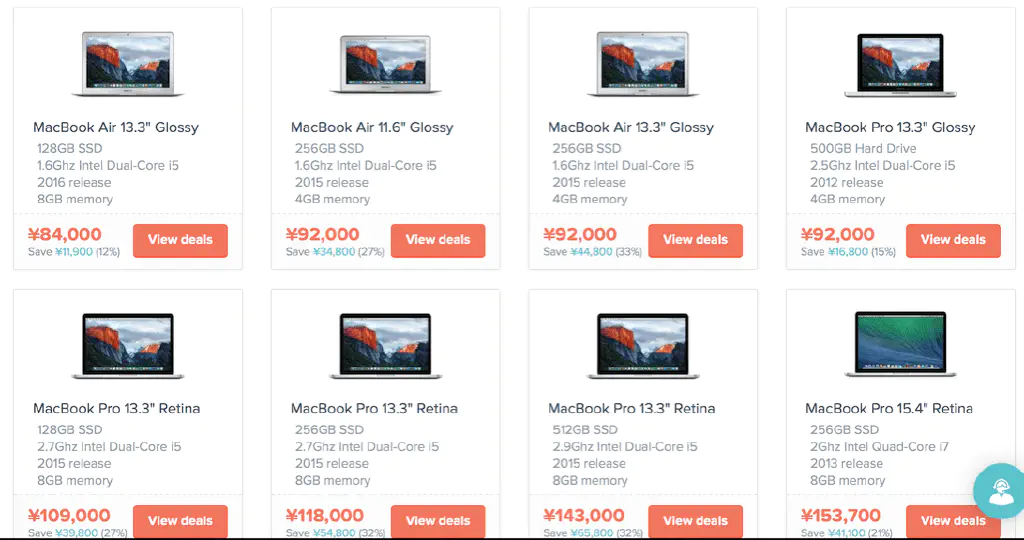 MacBook Air 13.3" Glossy
128GB SSD
1.6Ghz Intel Dual-Core i5
2016 release
8GB memory
¥84,000
Save ¥11,900 (12%)
View deals
MacBook Air 11.6" Glossy
256GB SSD
1.6Ghz Intel Dual-Core i5
2015 release
4GB memory
¥92,000
Save ¥34,800 (27%)
View deals
MacBook Air 13.3" Glossy
256GB SSD
1.6Ghz Intel Dual-Core i5
2015 release
4GB memory
¥92,000
Save ¥44,800 (33%)
View deals
MacBook Pro 13.3" Glossy
500GB Hard Drive
2.5Ghz Intel Dual-Core i5
2012 release
4GB memory
¥92,000
Save ¥16,800 (15%)
View deals
MacBook Pro 13.3" Retina
128GB SSD
2.7Ghz Intel Dual-Core i5
2015 release
8GB memory
¥109,000
Save ¥39,800 (27%)
View deals
MacBook Pro 13.3" Retina
256GB SSD
2.7Ghz Intel Dual-Core i5
2015 release
8GB memory
¥118,000
Save ¥54,800 (32%)
View deals
MacBook Pro 13.3" Retina
512GB SSD
2.9Ghz Intel Dual-Core i5
2015 release
8GB memory
¥143,000
Save ¥65,800 (32%)
View deals
MacBook Pro 15.4" Retina
256GB SSD
2Ghz Intel Quad-Core i7
2013 release
8GB memory
¥153,700
Save ¥41,100 (21%)
View deals